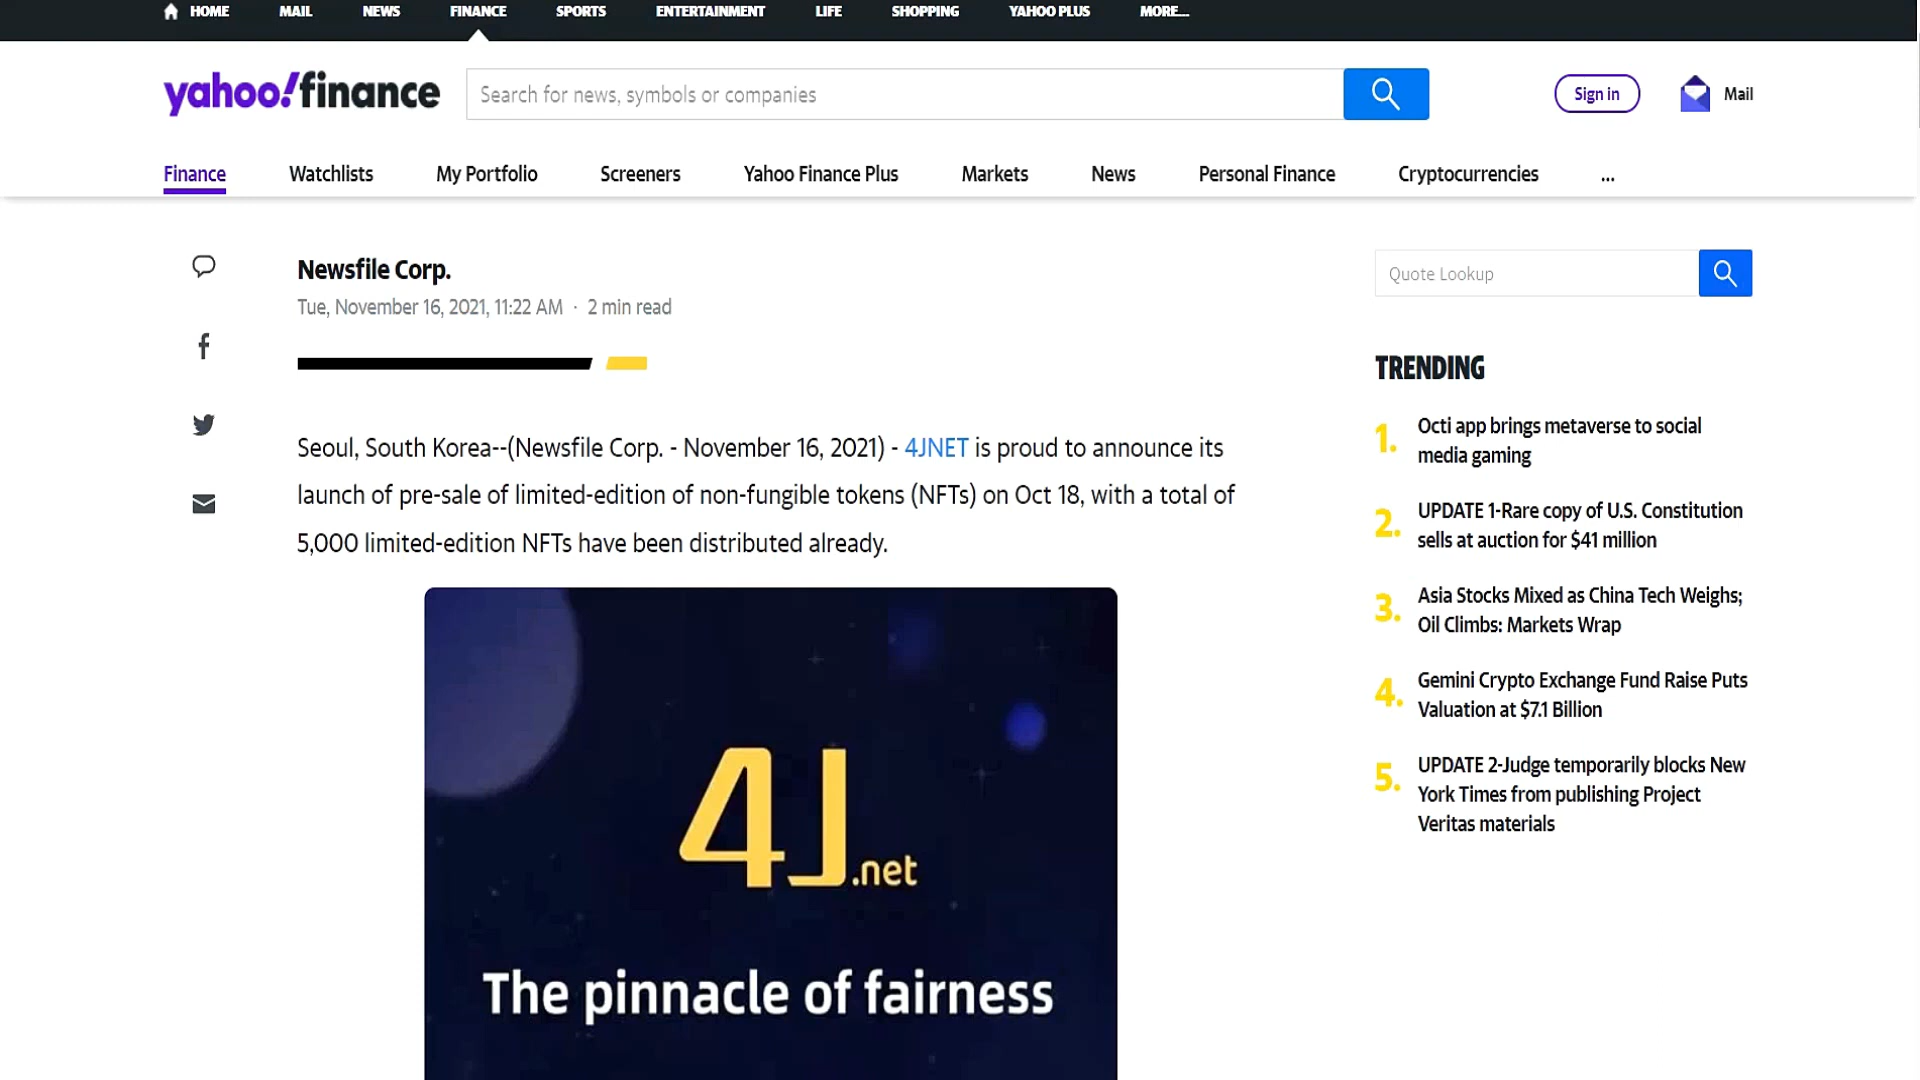 HOME MAIL NEWS FINANCE SPORTS ENTERTAINMENT LIFE SHOPPING YAHOO PLUS MORE...
yahoo!finance
Search for news, symbols or companies
Sign in
Mail
Finance Watchlists My Portfolio Screeners Yahoo Finance Plus Markets News Personal Finance Cryptocurrencies ...
Newsfile Corp.
Tue, November 16, 2021, 11:22 AM · 2 min read
Seoul, South Korea--(Newsfile Corp. - November 16, 2021) - 4JNET is proud to announce its
launch of pre-sale of limited-edition of non-fungible tokens (NFTs) on Oct 18, with a total of
5,000 limited-edition NFTs have been distributed already.
4J.net
The pinnacle of fairness
Quote Lookup
TRENDING
1. Octi app brings metaverse to social
media gaming
2. UPDATE 1-Rare copy of U.S. Constitution
sells at auction for $41 million
3. Asia Stocks Mixed as China Tech Weighs;
Oil Climbs: Markets Wrap
4. Gemini Crypto Exchange Fund Raise Puts
Valuation at $7.1 Billion
5. UPDATE 2-Judge temporarily blocks New
York Times from publishing Project
Veritas materials